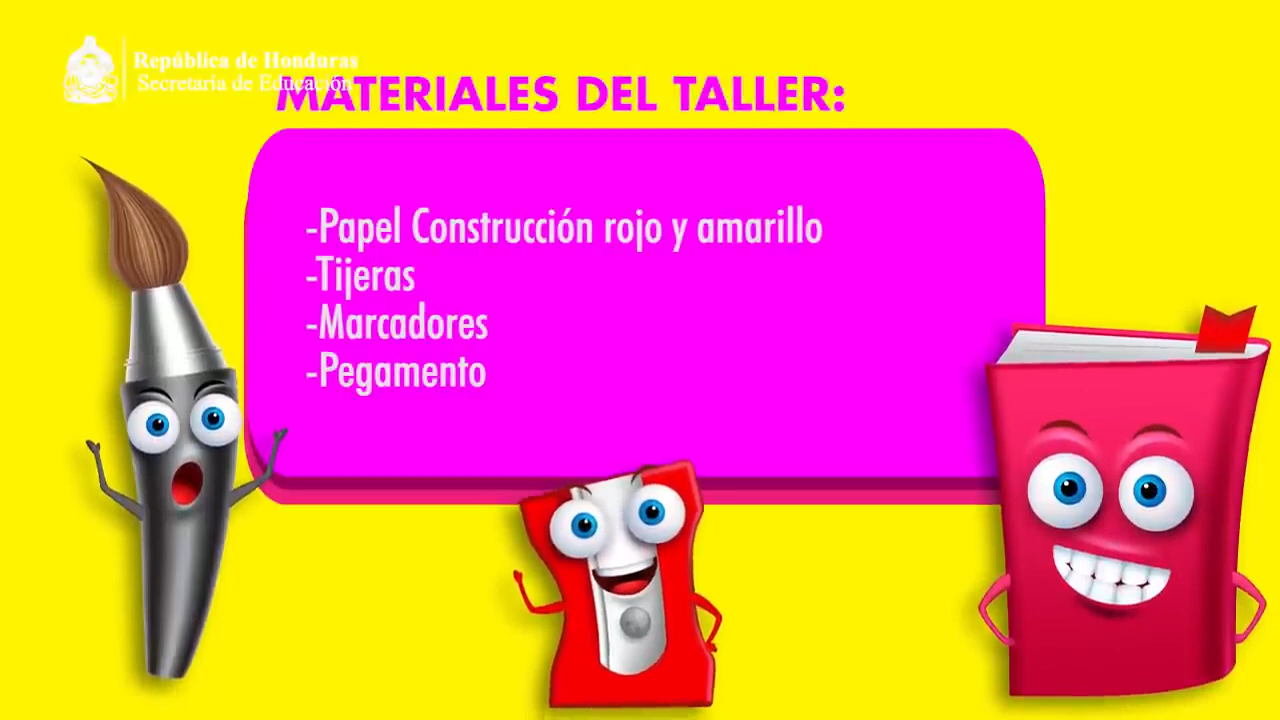 República de Honduras
Secretaría de Educación
MATERIALES DEL TALLER:
-Papel Construcción rojo y amarillo
-Tijeras
-Marcadores
-Pegamento